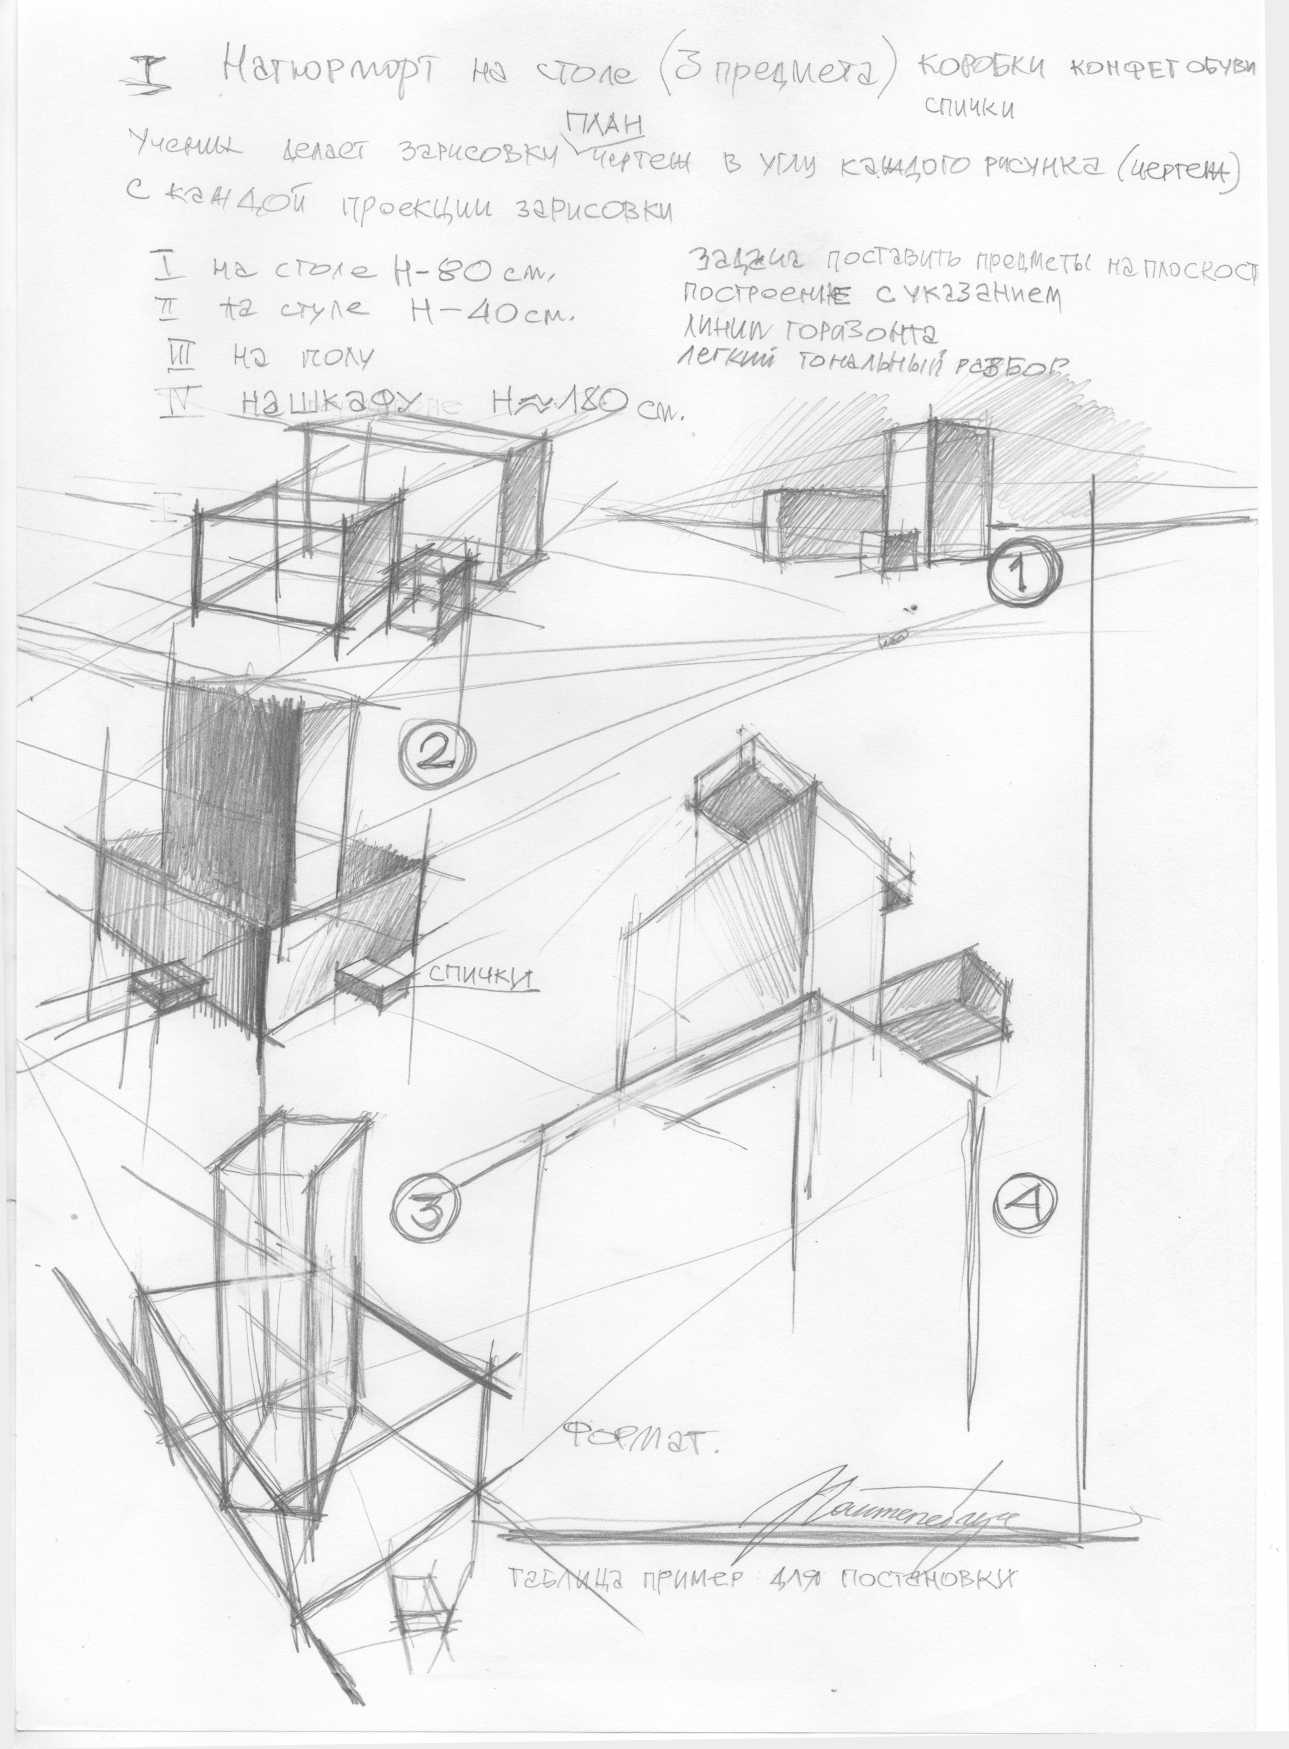 I Натюрморт на столе (3 предмета) коробки конфет обуви
спички
План
Ученик делает зарисовку чертеж в углу каждого рисунка (чертеж)
с каждой проекции зарисовки
I на столе H-80 см.
II на стуле H-40 см.
III на полу
IV на шкафу H≈180 см.
Задача поставить предметы на плоскост
построение с указанием
линии горазонта
легкий тональный разбор
1
2
спички
3
4
Формат.
Таблица пример для постановки